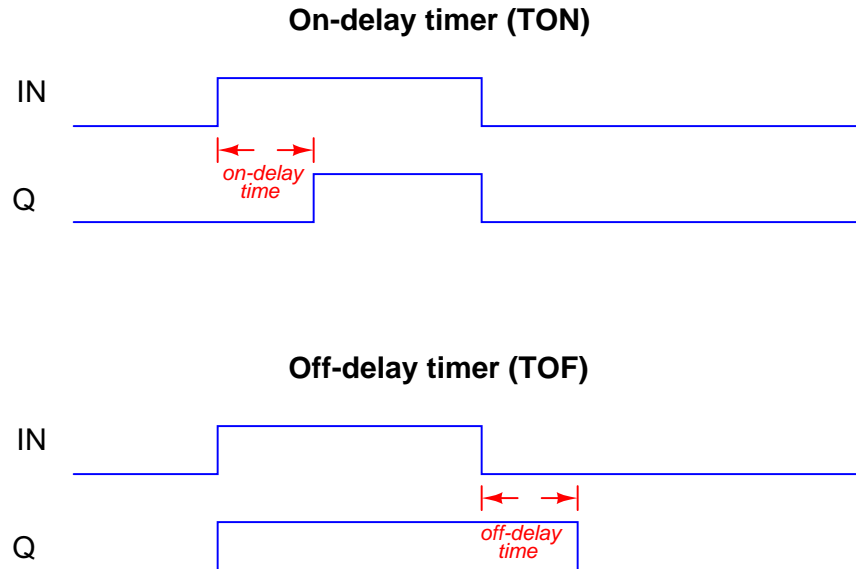 On-delay timer (TON)
IN
on-delay
time
Q
Off-delay timer (TOF)
IN
Q
off-delay
time